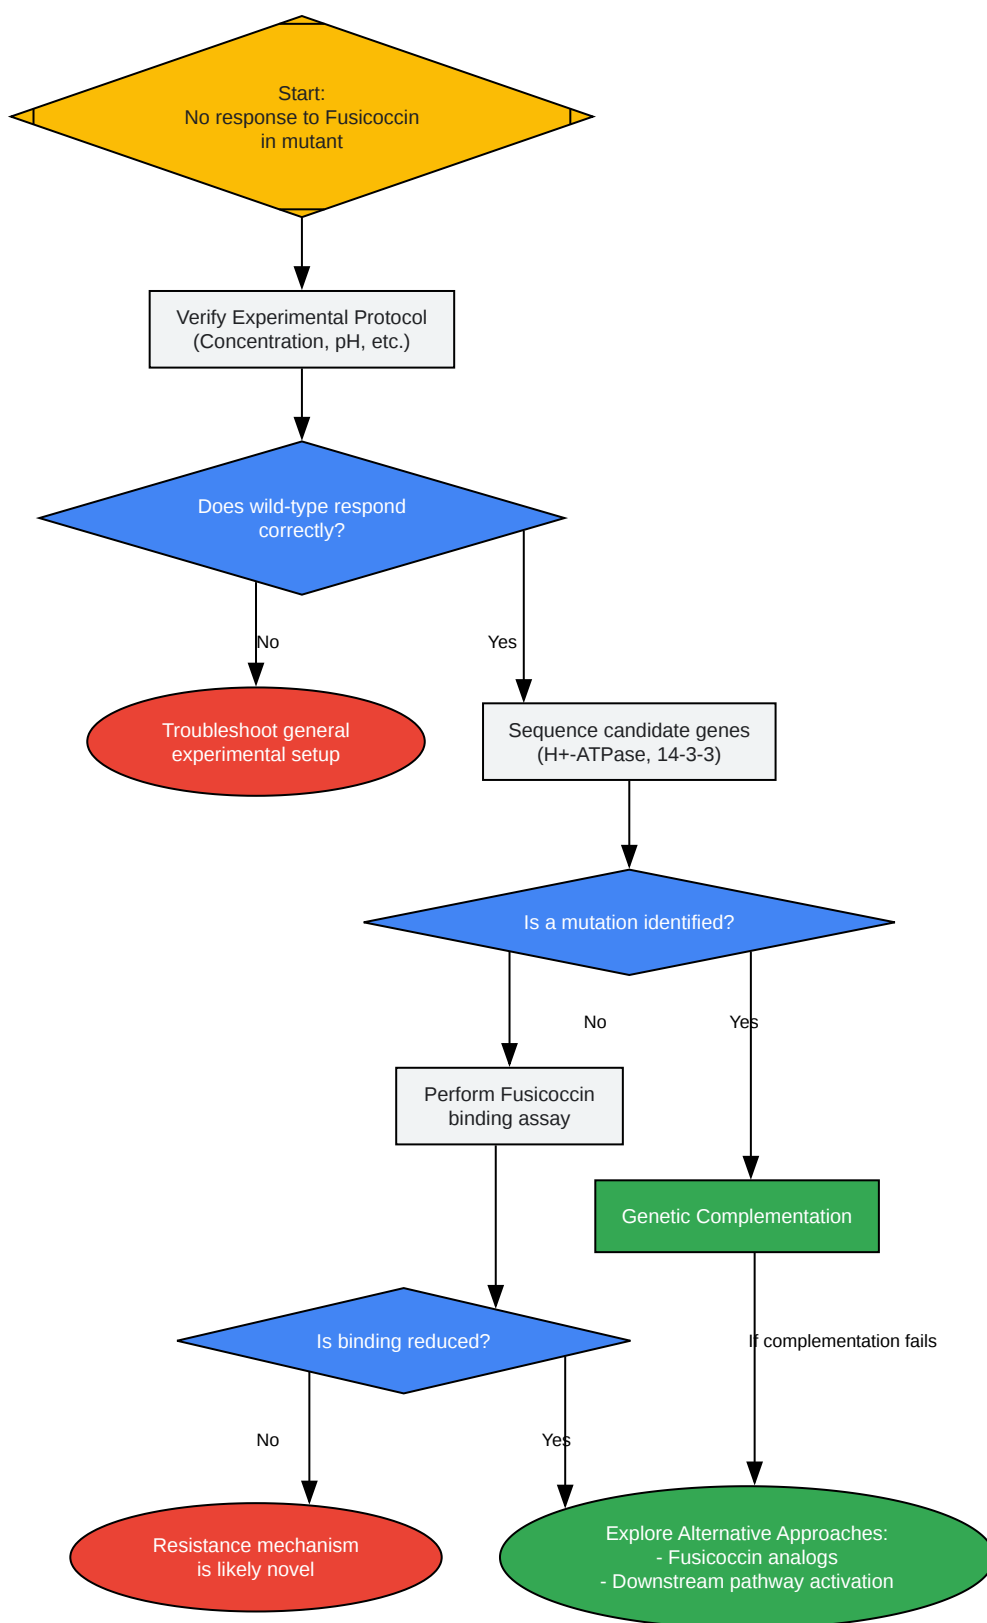 Start:
No response to Fusicoccin
in mutant
Verify Experimental Protocol
(Concentration, pH, etc.)
Does wild-type respond
correctly?
No
Yes
Troubleshoot general
experimental setup
Sequence candidate genes
(H+-ATPase, 14-3-3)
Is a mutation identified?
No
Yes
Perform Fusicoccin
binding assay
Genetic Complementation
Is binding reduced?
If complementation fails
No
Yes
Resistance mechanism
is likely novel
Explore Alternative Approaches:
- Fusicoccin analogs
- Downstream pathway activation